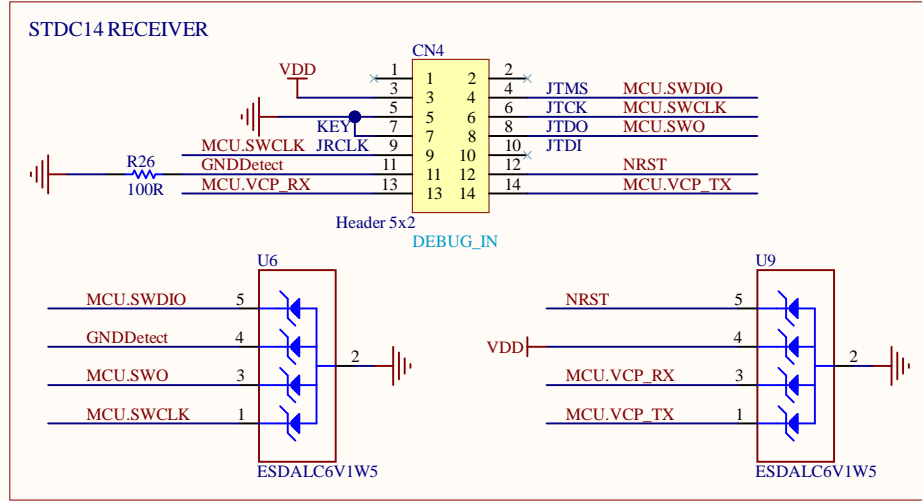 STDC14 RECEIVER
CN4
VDD
1 1 2 2
3 3 4 4 JTMS MCU.SWDIO
5 5 6 6 JTCK MCU.SWCLK
KEY 7 7 8 8 JTDO MCU.SWO
MCU.SWCLK JRCLK 9 9 10 10 JTDI
R26 GNDDetect 11 11 12 12 NRST
100R MCU.VCP_RX 13 13 14 14 MCU.VCP_TX
Header 5x2
DEBUG_IN
U6
MCU.SWDIO 5
GNDDetect 4
2
MCU.SWO 3
MCU.SWCLK 1
ESDALC6V1W5
U9
NRST 5
VDD 4
2
MCU.VCP_RX 3
MCU.VCP_TX 1
ESDALC6V1W5